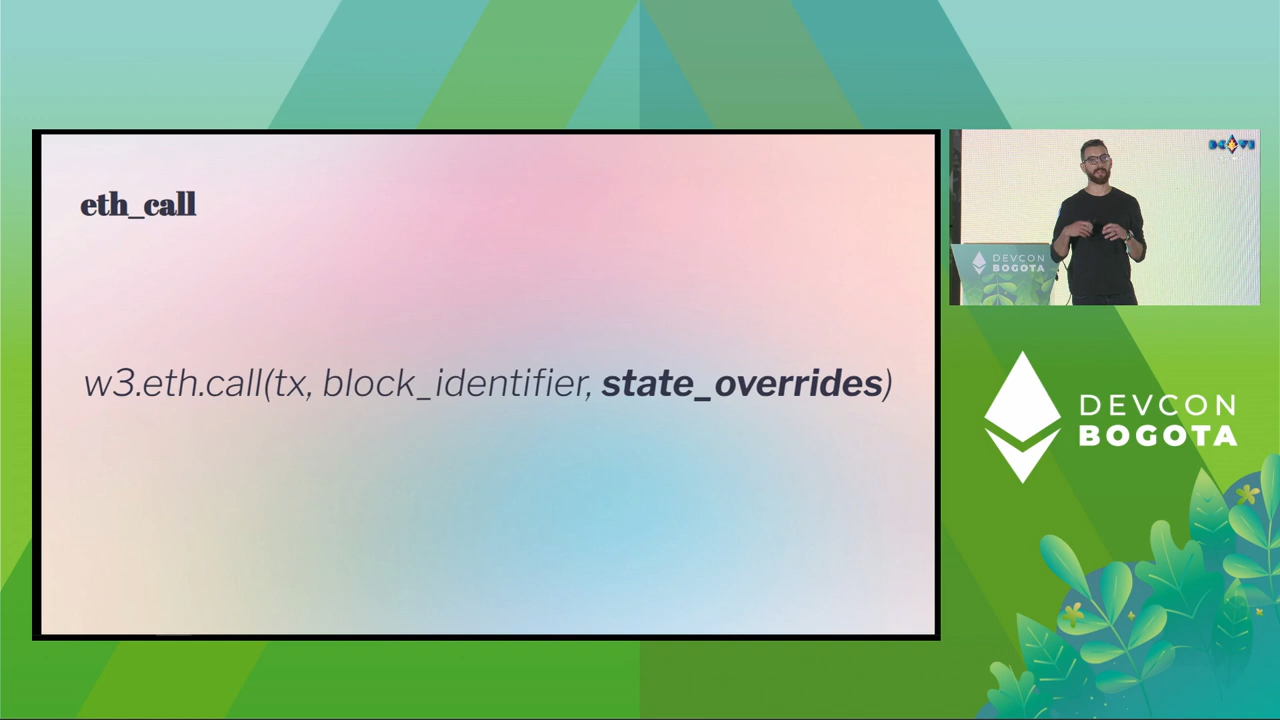 eth_call
w3.eth.call(tx, block_identifier, state_overrides)
DEVCON
BOGOTA
DEVCON
BOGOTA